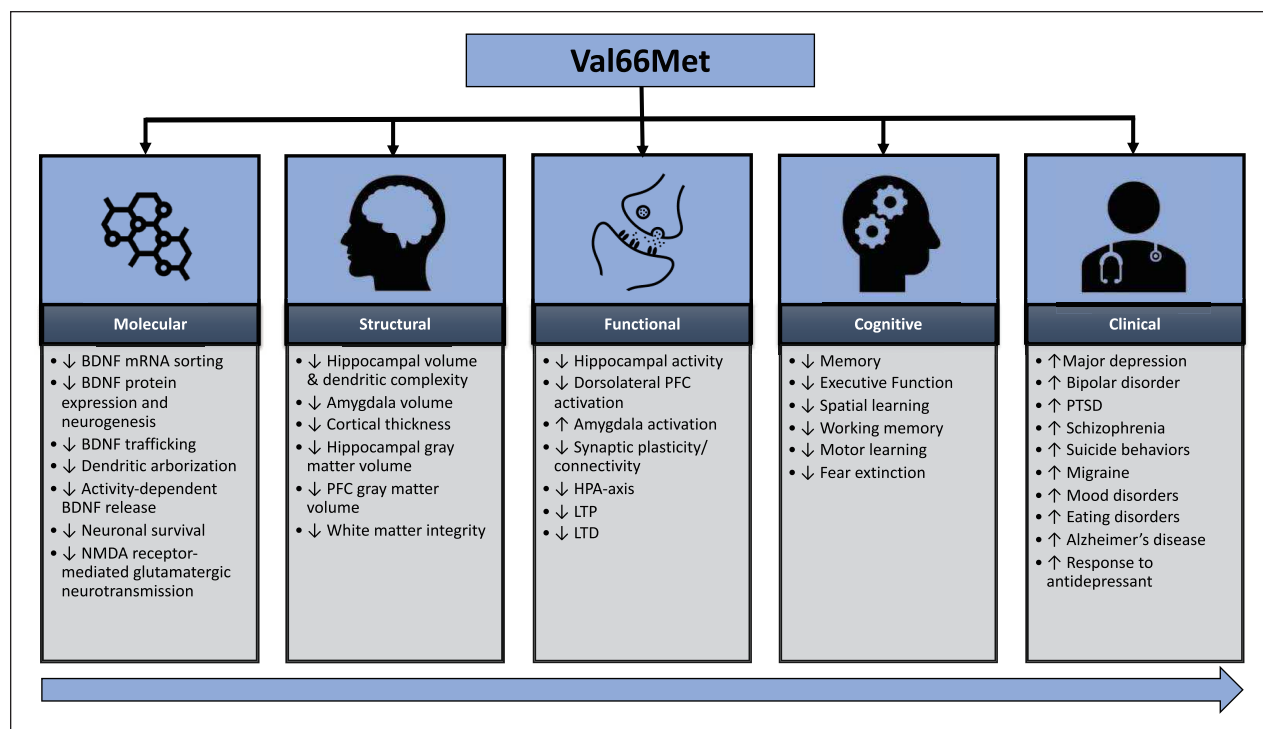 Val66Met
Molecular
• ↓ BDNF mRNA sorting
• ↓ BDNF protein
expression and
neurogenesis
• ↓ BDNF trafficking
• ↓ Dendritic arborization
• ↓ Activity-dependent
BDNF release
• ↓ Neuronal survival
• ↓ NMDA receptor-
mediated glutamatergic
neurotransmission
Structural
• ↓ Hippocampal volume
& dendritic complexity
• ↓ Amygdala volume
• ↓ Cortical thickness
• ↓ Hippocampal gray
matter volume
• ↓ PFC gray matter
volume
• ↓ White matter integrity
Functional
• ↓ Hippocampal activity
• ↓ Dorsolateral PFC
activation
• ↑ Amygdala activation
• ↓ Synaptic plasticity/
connectivity
• ↓ HPA-axis
• ↓ LTP
• ↓ LTD
Cognitive
• ↓ Memory
• ↓ Executive Function
• ↓ Spatial learning
• ↓ Working memory
• ↓ Motor learning
• ↓ Fear extinction
Clinical
• ↑Major depression
• ↑ Bipolar disorder
• ↑ PTSD
• ↑ Schizophrenia
• ↑ Suicide behaviors
• ↑ Migraine
• ↑ Mood disorders
• ↑ Eating disorders
• ↑ Alzheimer’s disease
• ↑ Response to
antidepressant